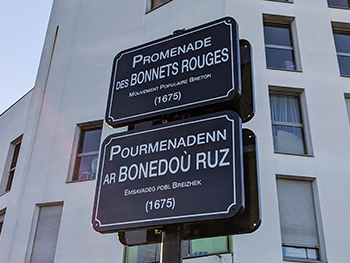 Promenade
des BONNETS ROUGES
Mouvement Populaire Breton
(1675)
Pourmenadenn
ar BONEDOÙ RUZ
Emsavadeg pobl Breizhek
(1675)